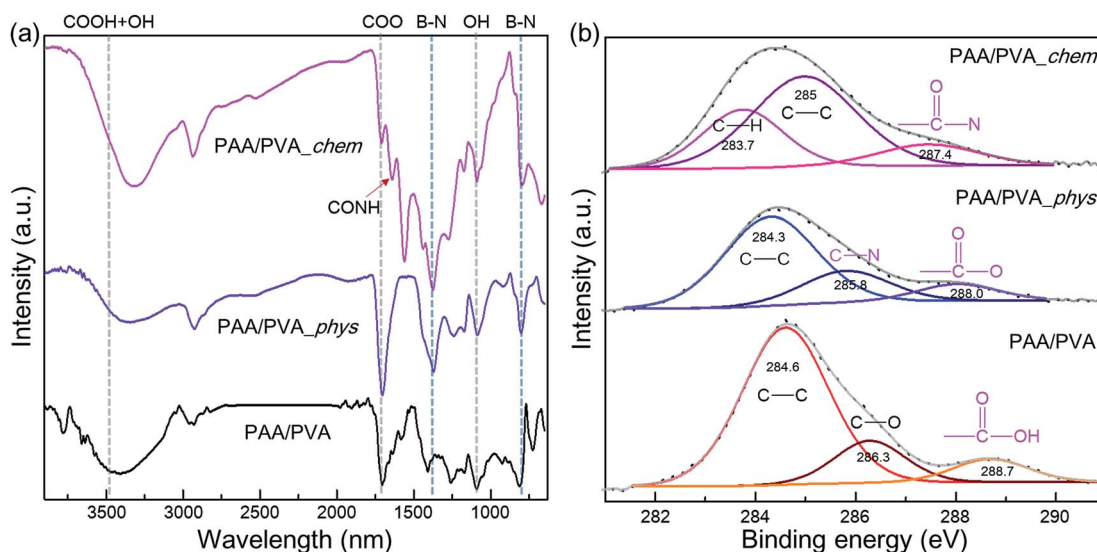 (a)
COOH+OH
COO
B-N
OH
B-N
PAA/PVA_chem
CONH
PAA/PVA_phys
PAA/PVA
Intensity (a.u.)
3500 3000 2500 2000 1500 1000
Wavelength (nm)
(b)
PAA/PVA_chem
285
C—C
C—H
283.7
O
C—N
287.4
PAA/PVA_phys
284.3
C—C
C—N
285.8
O
C—O
288.0
PAA/PVA
284.6
C—C
C—O
286.3
O
C—OH
288.7
Intensity (a.u.)
282 284 286 288 290
Binding energy (eV)